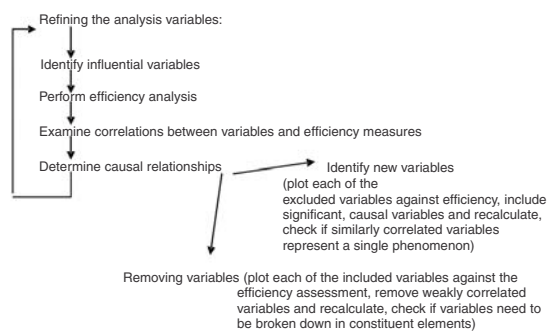 Refining the analysis variables:
Identify influential variables
Perform efficiency analysis
Examine correlations between variables and efficiency measures
Determine causal relationships
Identify new variables
(plot each of the
excluded variables against efficiency, include
significant, causal variables and recalculate,
check if similarly correlated variables
represent a single phenomenon)
Removing variables (plot each of the included variables against the
efficiency assessment, remove weakly correlated
variables and recalculate, check if variables need to
be broken down in constituent elements)